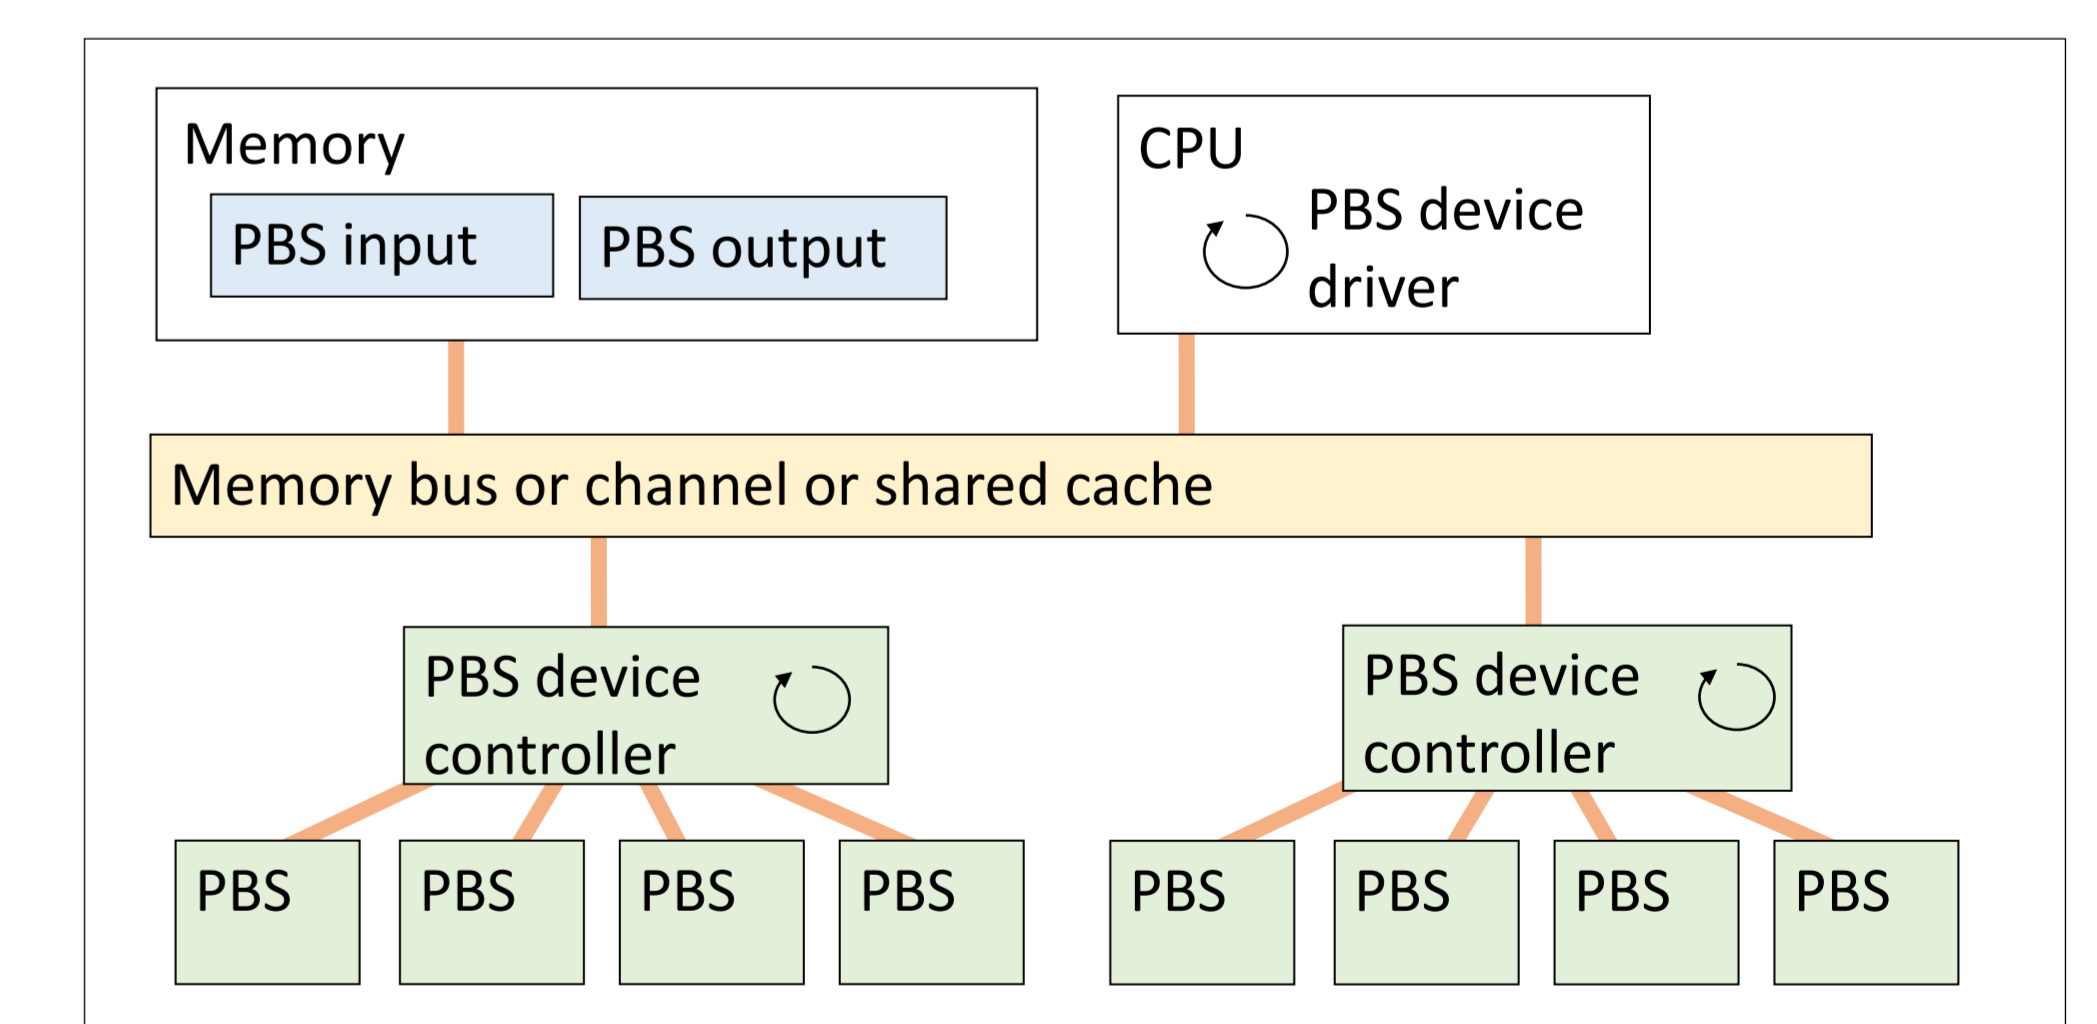 Memory
PBS input
PBS output
CPU
PBS device
driver
Memory bus or channel or shared cache
PBS device
controller
PBS device
controller
PBS
PBS
PBS
PBS
PBS
PBS
PBS
PBS